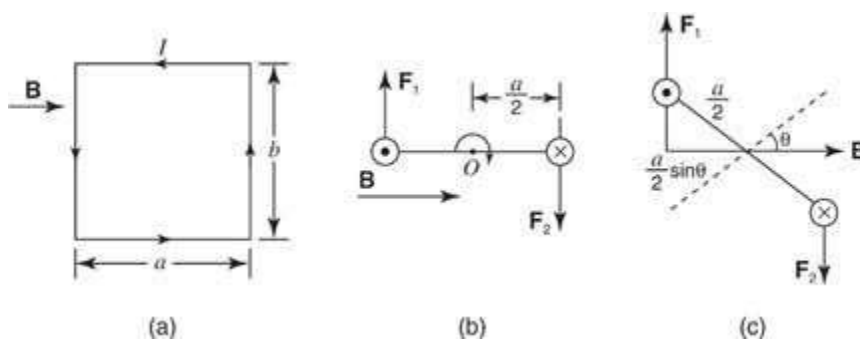 I
B
b
a
(a)
F₁
a/2
O
B
F₂
(b)
F₁
a/2
θ
B
a/2 sinθ
F₂
(c)